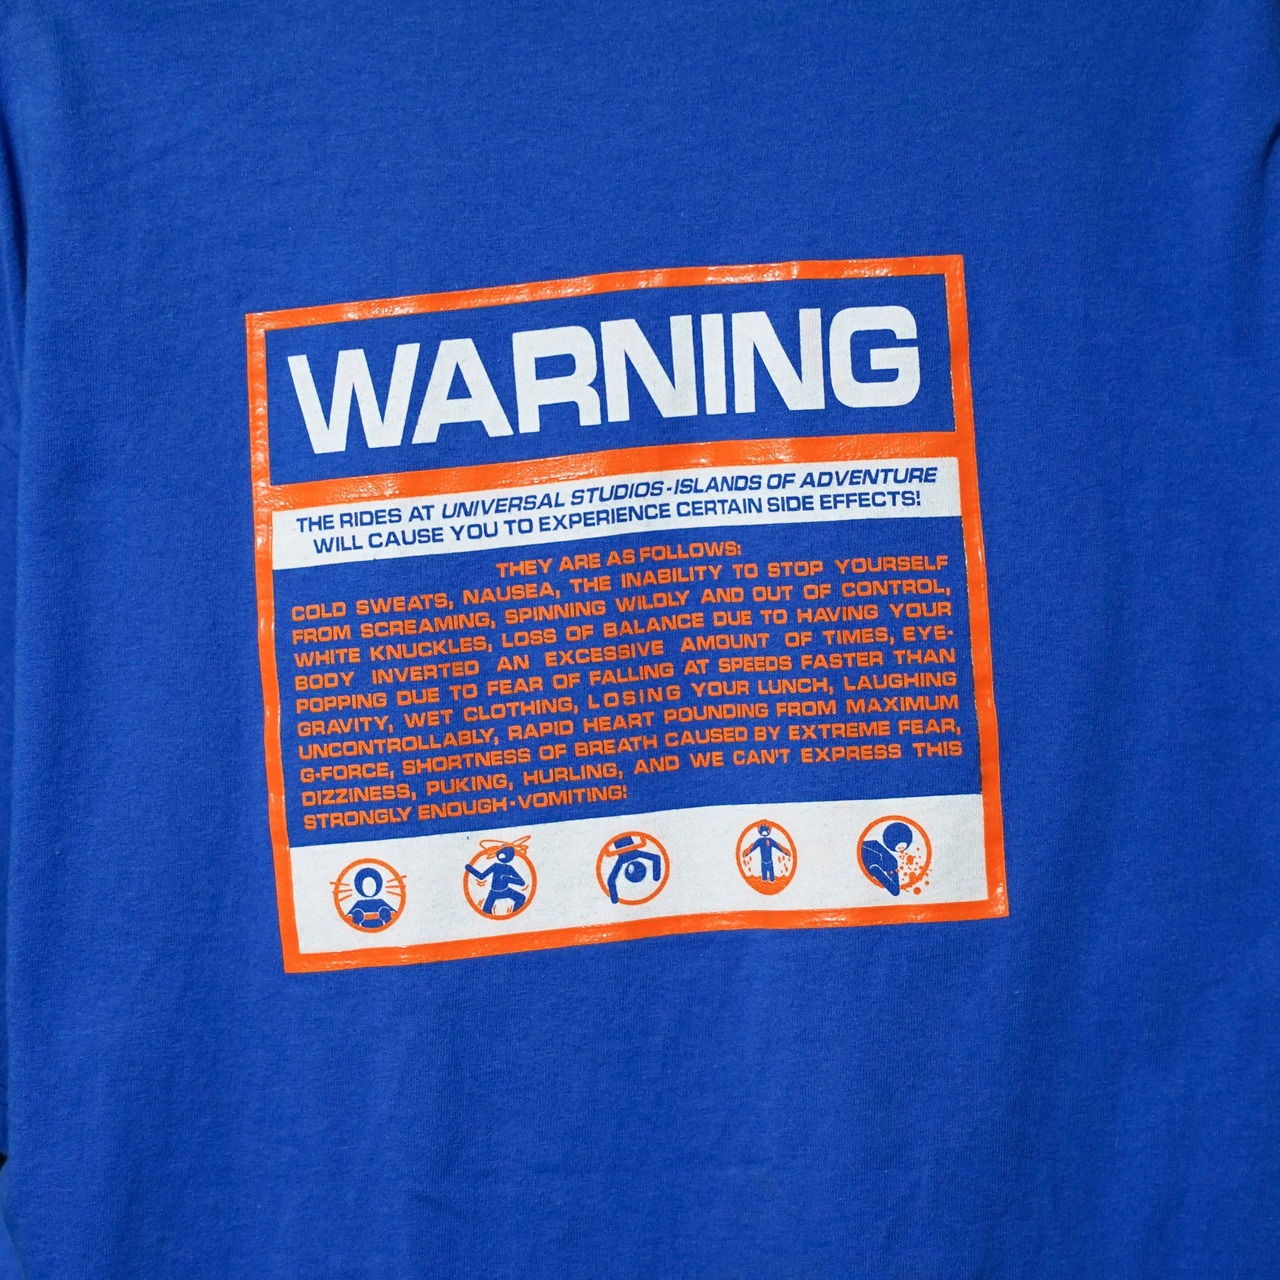 WARNING
THE RIDES AT UNIVERSAL STUDIOS-ISLANDS OF ADVENTURE
WILL CAUSE YOU TO EXPERIENCE CERTAIN SIDE EFFECTS!
THEY ARE AS FOLLOWS:
COLD SWEATS, NAUSEA, THE INABILITY TO STOP YOURSELF
FROM SCREAMING, SPINNING WILDLY AND OUT OF CONTROL,
WHITE KNUCKLES, LOSS OF BALANCE DUE TO HAVING YOUR
BODY INVERTED AN EXCESSIVE AMOUNT OF TIMES, EYE-
POPPING DUE TO FEAR OF FALLING AT SPEEDS FASTER THAN
GRAVITY, WET CLOTHING, LOSING YOUR LUNCH, LAUGHING
UNCONTROLLABLY, RAPID HEART POUNDING FROM MAXIMUM
G-FORCE, SHORTNESS OF BREATH CAUSED BY EXTREME FEAR,
DIZZINESS, PUKING, HURLING, AND WE CAN'T EXPRESS THIS
STRONGLY ENOUGH-VOMITING!